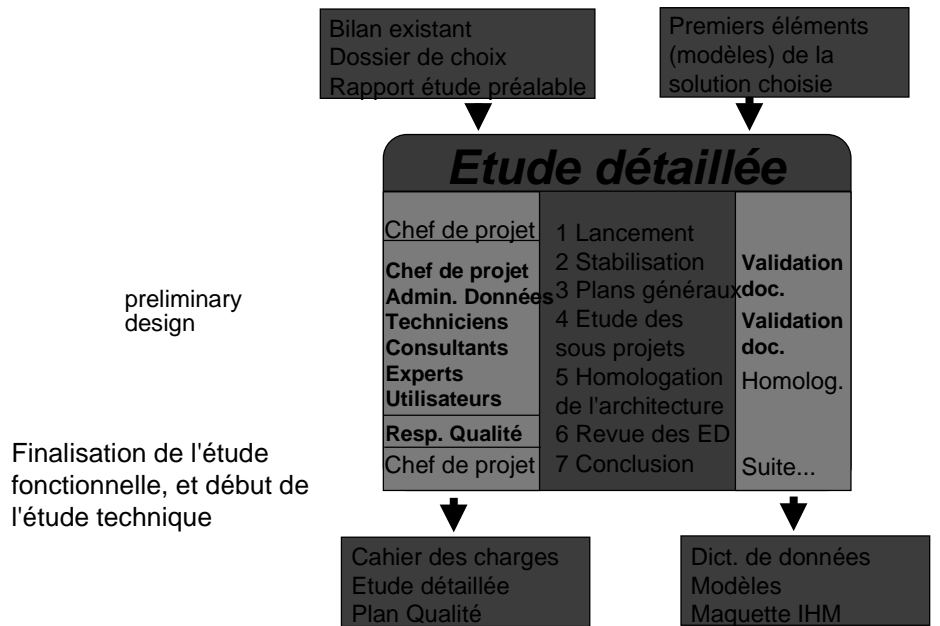 Bilan existant
Dossier de choix
Rapport étude préalable
Premiers éléments
(modèles) de la
solution choisie
Etude détaillée
Chef de projet
Chef de projet
Admin. Données
Techniciens
Consultants
Experts
Utilisateurs
Resp. Qualité
Chef de projet
1 Lancement
2 Stabilisation
3 Plans généraux
4 Etude des
sous projets
5 Homologation
de l'architecture
6 Revue des ED
7 Conclusion
Validation
doc.
Validation
doc.
Homolog.
Suite...
preliminary
design
Finalisation de l'étude
fonctionnelle, et début de
l'étude technique
Cahier des charges
Etude détaillée
Plan Qualité
Dict. de données
Modèles
Maquette IHM